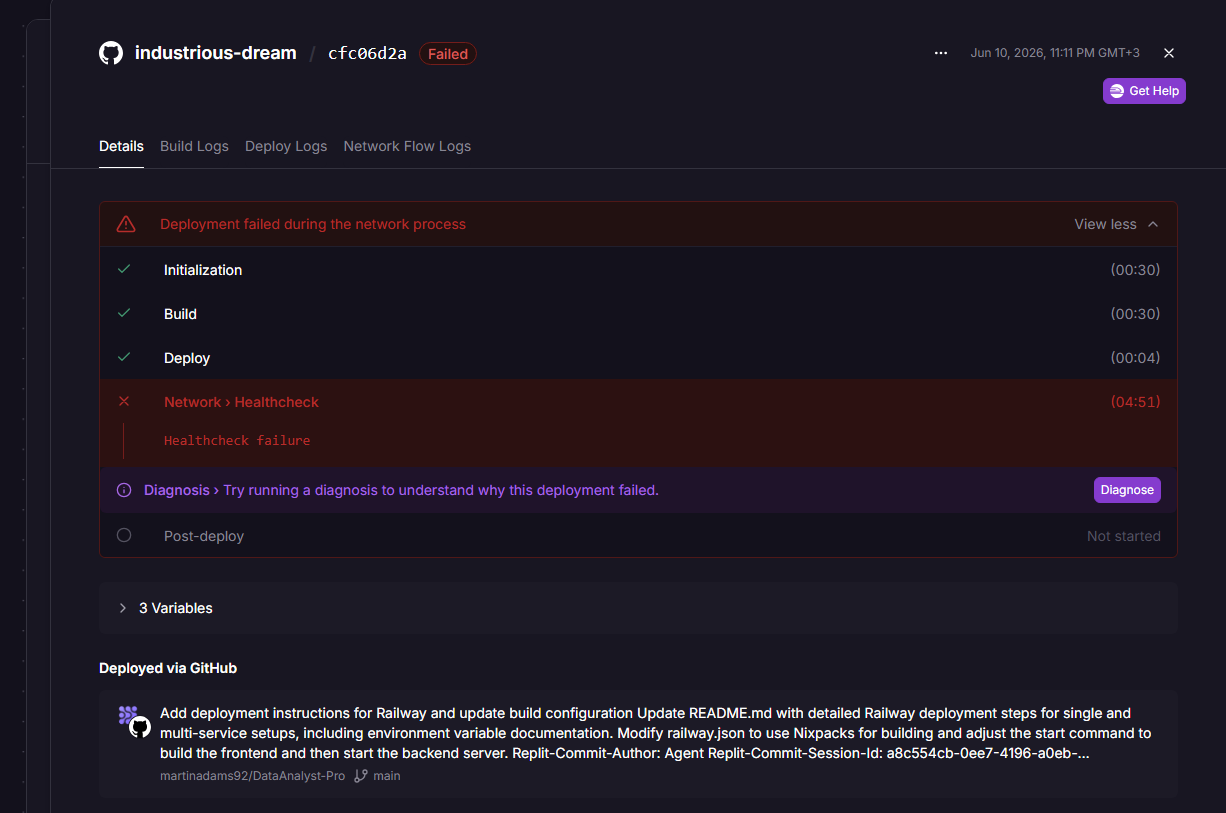 industrious-dream / cfc06d2a Failed ... Jun 10, 2026, 11:11 PM GMT+3
Get Help
Details Build Logs Deploy Logs Network Flow Logs
Deployment failed during the network process View less
Initialization (00:30)
Build (00:30)
Deploy (00:04)
Network › Healthcheck (04:51)
Healthcheck failure
Diagnosis › Try running a diagnosis to understand why this deployment failed. Diagnose
Post-deploy Not started
3 Variables
Deployed via GitHub
Add deployment instructions for Railway and update build configuration Update README.md with detailed Railway deployment steps for single and
multi-service setups, including environment variable documentation. Modify railway.json to use Nixpacks for building and adjust the start command to
build the frontend and then start the backend server. Replit-Commit-Author: Agent Replit-Commit-Session-Id: a8c554cb-0ee7-4196-a0eb-...
martinadams92/DataAnalyst-Pro main